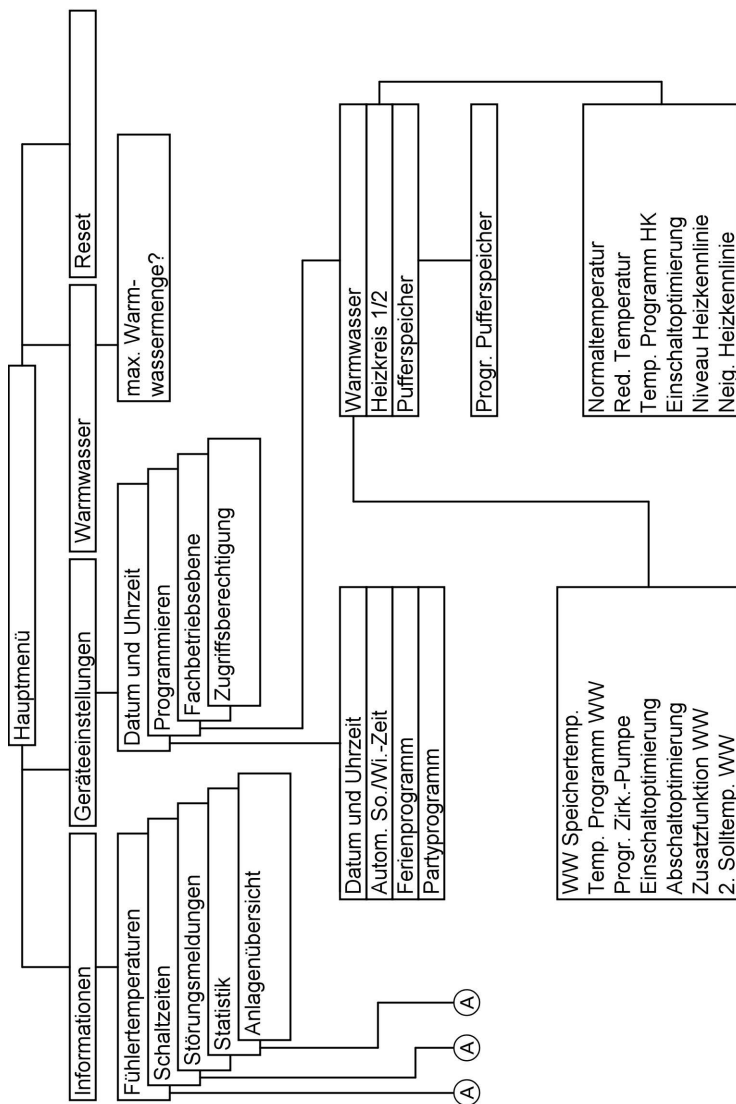 Hauptmenü
Informationen
Geräteeinstellungen
Warmwasser
Reset
Fühlertemperaturen
Schaltzeiten
Störungsmeldungen
Statistik
Anlagenübersicht
Datum und Uhrzeit
Programmieren
Fachbetriebsebene
Zugriffsberechtigung
max. Warm-
wassermenge?
A
A
A
Datum und Uhrzeit
Autom. So./Wi.-Zeit
Ferienprogramm
Partyprogramm
Warmwasser
Heizkreis 1/2
Pufferspeicher
Progr. Pufferspeicher
WW Speichertemp.
Temp. Programm WW
Progr. Zirk.-Pumpe
Einschaltoptimierung
Abschaltoptimierung
Zusatzfunktion WW
2. Solltemp. WW
Normaltemperatur
Red. Temperatur
Temp. Programm HK
Einschaltoptimierung
Niveau Heizkennlinie
Neig. Heizkennlinie